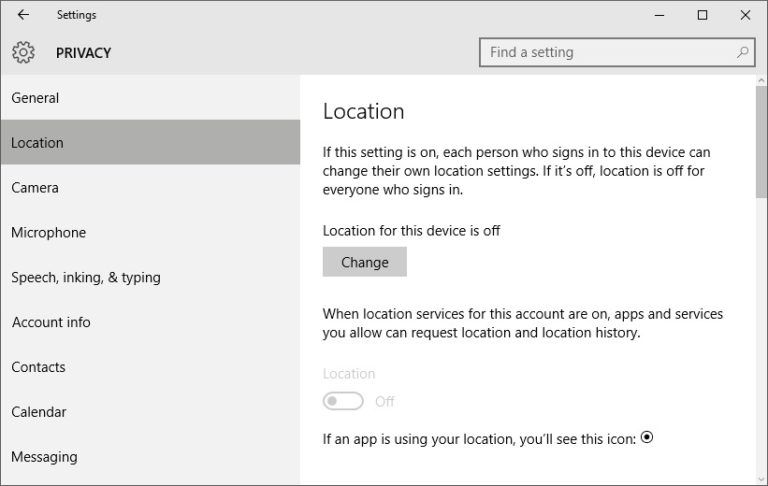 Settings
PRIVACY
Find a setting
General
Location
Camera
Microphone
Speech, inking, & typing
Account info
Contacts
Calendar
Messaging
Location
If this setting is on, each person who signs in to this device can
change their own location settings. If it's off, location is off for
everyone who signs in.
Location for this device is off
Change
When location services for this account are on, apps and services
you allow can request location and location history.
Location
Off
If an app is using your location, you'll see this icon: